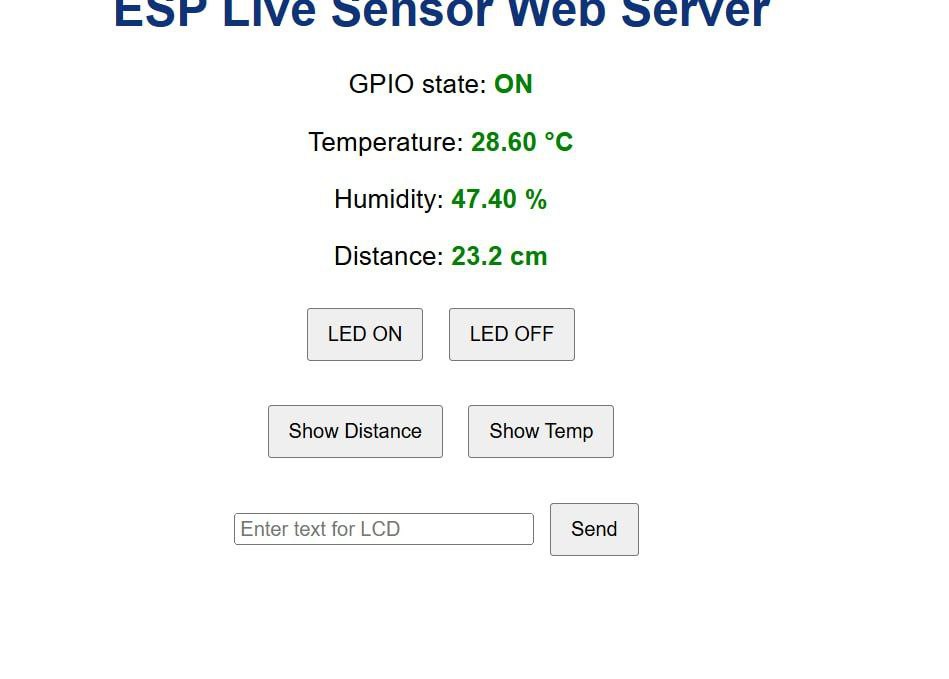 ESP Live Sensor Web Server
GPIO state: ON
Temperature: 28.60 °C
Humidity: 47.40 %
Distance: 23.2 cm
LED ON LED OFF
Show Distance Show Temp
Enter text for LCD Send